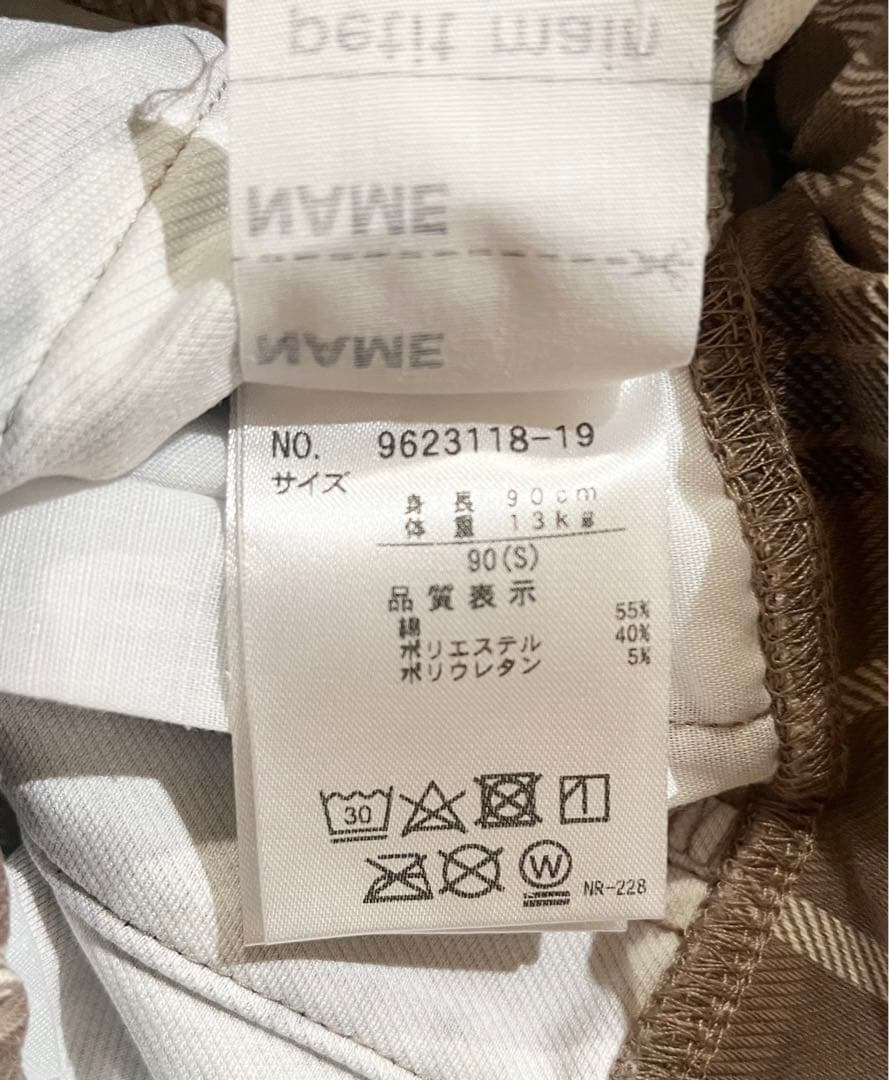 petit main
NAME
NAME
NO. 9623118-19
サイズ
身長 90cm
体重 13kg
90(S)
品質表示
綿 55%
ポリエステル 40%
ポリウレタン 5%
30
W
NR-228